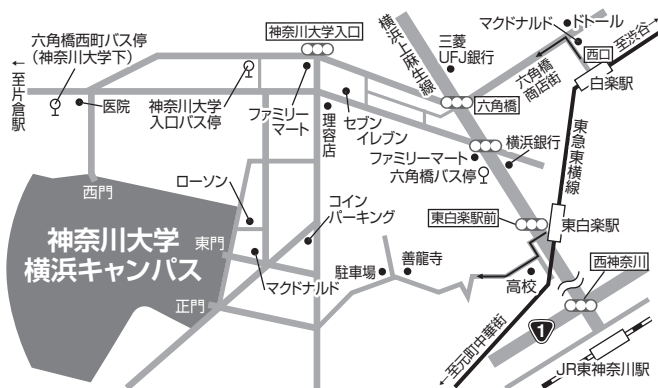 六角橋西町バス停
(神奈川大学下)
神奈川大学入口
横浜上麻生線
三菱
UFJ銀行
マクドナルド
ドトール
西口
至渋谷
白楽駅
六角橋
商店街
至片倉駅
医院
神奈川大学
入口バス停
ファミリー
マート
理容店
セブン
イレブン
六角橋
横浜銀行
ファミリーマート
六角橋バス停
東急東横線
西門
ローソン
コイン
パーキング
東白楽駅前
東白楽駅
神奈川大学
横浜キャンパス
東門
マクドナルド
駐車場
善龍寺
高校
西神奈川
正門
至元町中華街
1
JR東神奈川駅